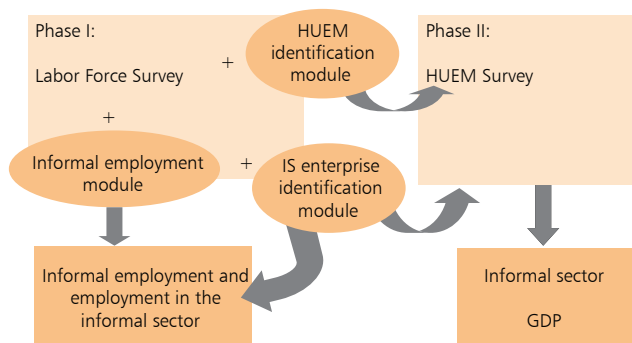 Phase I:
Labor Force Survey
+
HUEM
identification
module
+
Informal employment
module
+
IS enterprise
identification
module
Phase II:
HUEM Survey
Informal employment and
employment in the
informal sector
Informal sector
GDP